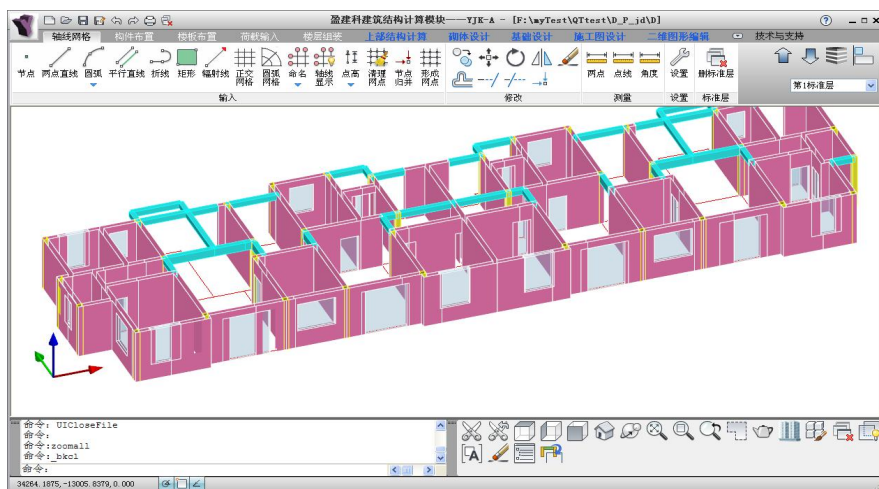 盈建科建筑结构计算模块——YJK-A - [F:\myTest\QTtest\D_P_jd\D]
轴线网格 构件布置 楼板布置 荷载输入 楼层组装 上部结构计算 砌体设计 基础设计 施工图设计 二维图形编辑 技术与支持
节点 两点直线 圆弧 平行直线 折线 矩形 辐射线 正交网格 圆弧网格 命名 轴线显示 点高 清理网点 节点归并 形成网点 两点 点线 角度 设置 删标准层
第1标准层
输入 修改 测量 设置 标准层
命令: UICloseFile
命令:
命令:zoomall
命令:_bkcl
命令:
34264.1875,-13005.8379,0.000
[A]